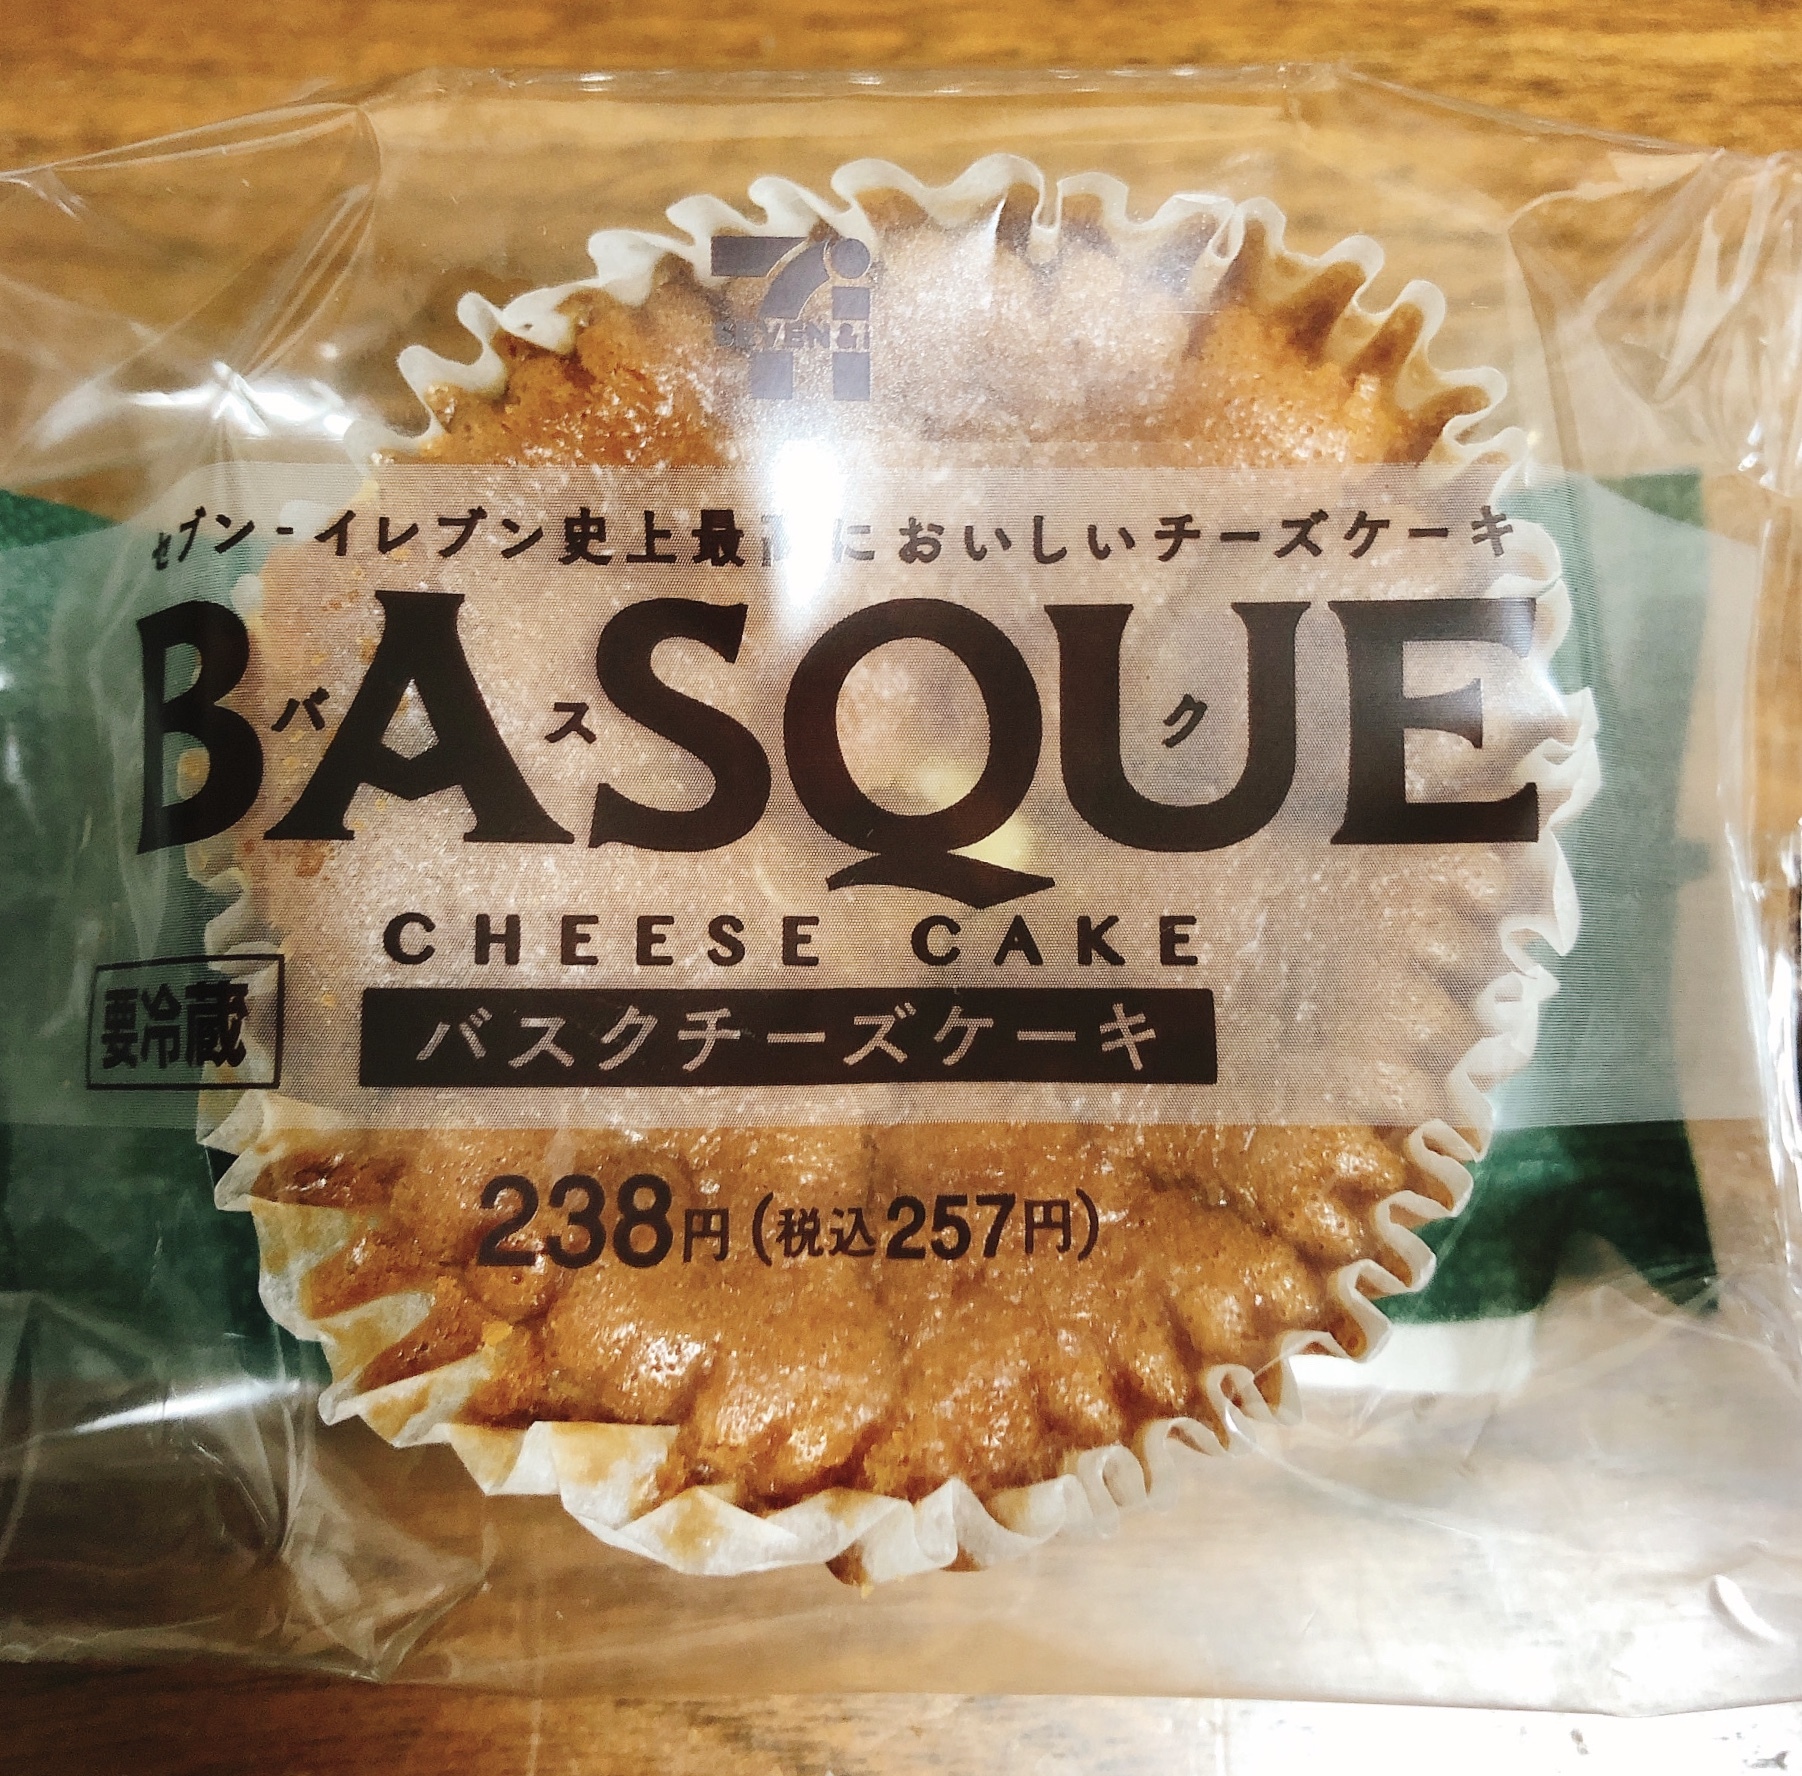 SEVEN&i
セブン-イレブン史上最高においしいチーズケーキ
BASQUE
バスク
CHEESE CAKE
要冷蔵
バスクチーズケーキ
238円(税込257円)